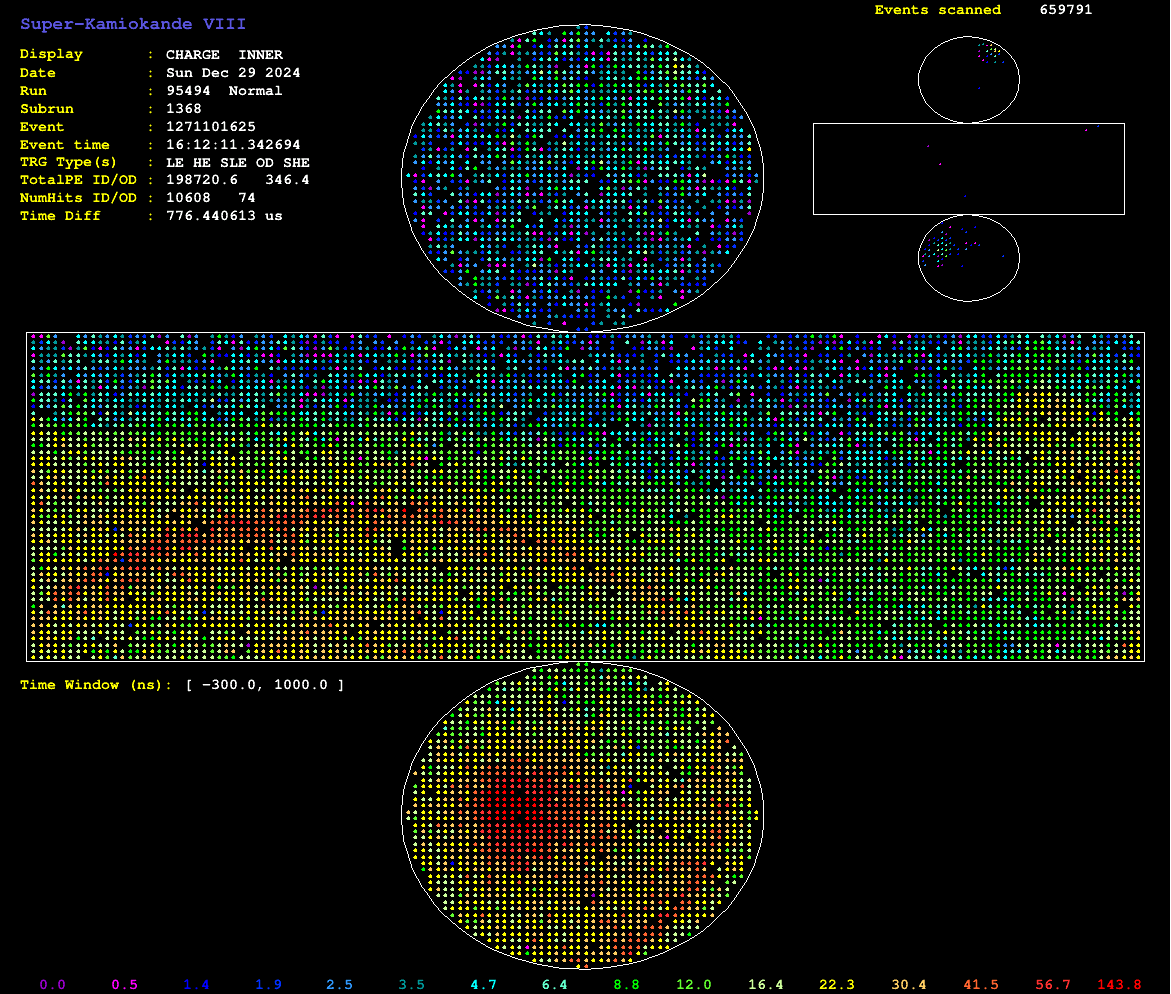 Super-Kamiokande VIII
Events scanned 659791
Display : CHARGE INNER
Date : Sun Dec 29 2024
Run : 95494 Normal
Subrun : 1368
Event : 1271101625
Event time : 16:12:11.342694
TRG Type(s) : LE HE SLE OD SHE
TotalPE ID/OD : 198720.6 346.4
NumHits ID/OD : 10608 74
Time Diff : 776.440613 us
Time Window (ns): [ −300.0, 1000.0 ]
0.0 0.5 1.4 1.9 2.5 3.5 4.7 6.4 8.8 12.0 16.4 22.3 30.4 41.5 56.7 143.8